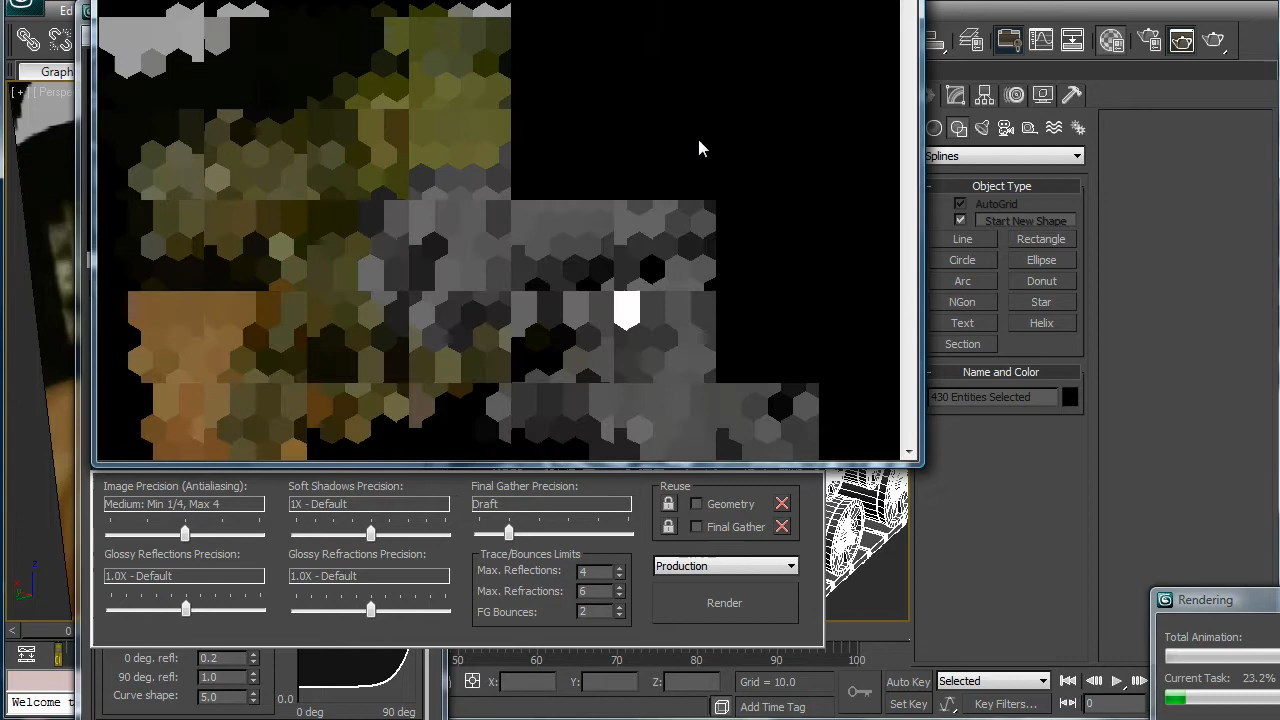 Ed
Graph
[ + ] [ Perspe
Splines
Object Type
AutoGrid
Start New Shape
Line Rectangle
Circle Ellipse
Arc Donut
NGon Star
Text Helix
Section
Name and Color
430 Entities Selected
Image Precision (Antialiasing):
Medium: Min 1/4, Max 4
Soft Shadows Precision:
1X - Default
Final Gather Precision:
Draft
Reuse
Geometry
Final Gather
Glossy Reflections Precision:
1.0X - Default
Glossy Refractions Precision:
1.0X - Default
Trace/Bounces Limits
Max. Reflections: 4
Max. Refractions: 6
FG Bounces: 2
Production
Render
Rendering
Total Animation:
Current Task: 23.2%
z
x
0
0 deg. refl: 0.2
90 deg. refl: 1.0
Curve shape: 5.0
0.0
0 deg 90 deg
50 60 70 80 90 100
X: Y: Z: Grid = 10.0
Add Time Tag
Auto Key Selected
Set Key Key Filters... 0
Welcome t